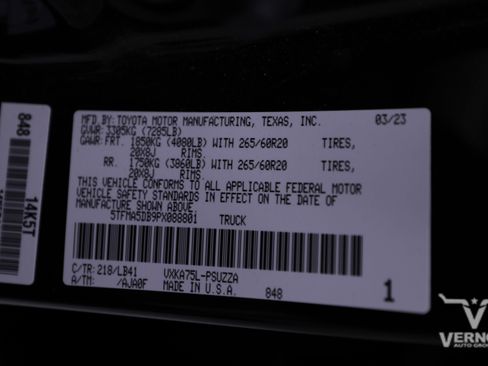 MFD.BY: TOYOTA MOTOR MANUFACTURING, TEXAS, INC. 03/23
GVWR: 3305KG (7285LB)
GAWR: FRT. 1850KG (4080LB) WITH 265/60R20 TIRES,
20X8J RIMS.
RR. 1750KG (3860LB) WITH 265/60R20 TIRES,
20X8J RIMS.
THIS VEHICLE CONFORMS TO ALL APPLICABLE FEDERAL MOTOR
VEHICLE SAFETY STANDARDS IN EFFECT ON THE DATE OF
MANUFACTURE SHOWN ABOVE.
5TFMA5DB9PX088801 TRUCK
C/TR: 218/LB41 VXKA75L-PSUZZA
A/TM: /AJA0F MADE IN U.S.A. 848 1
848
14K5T
AUTO GROUP